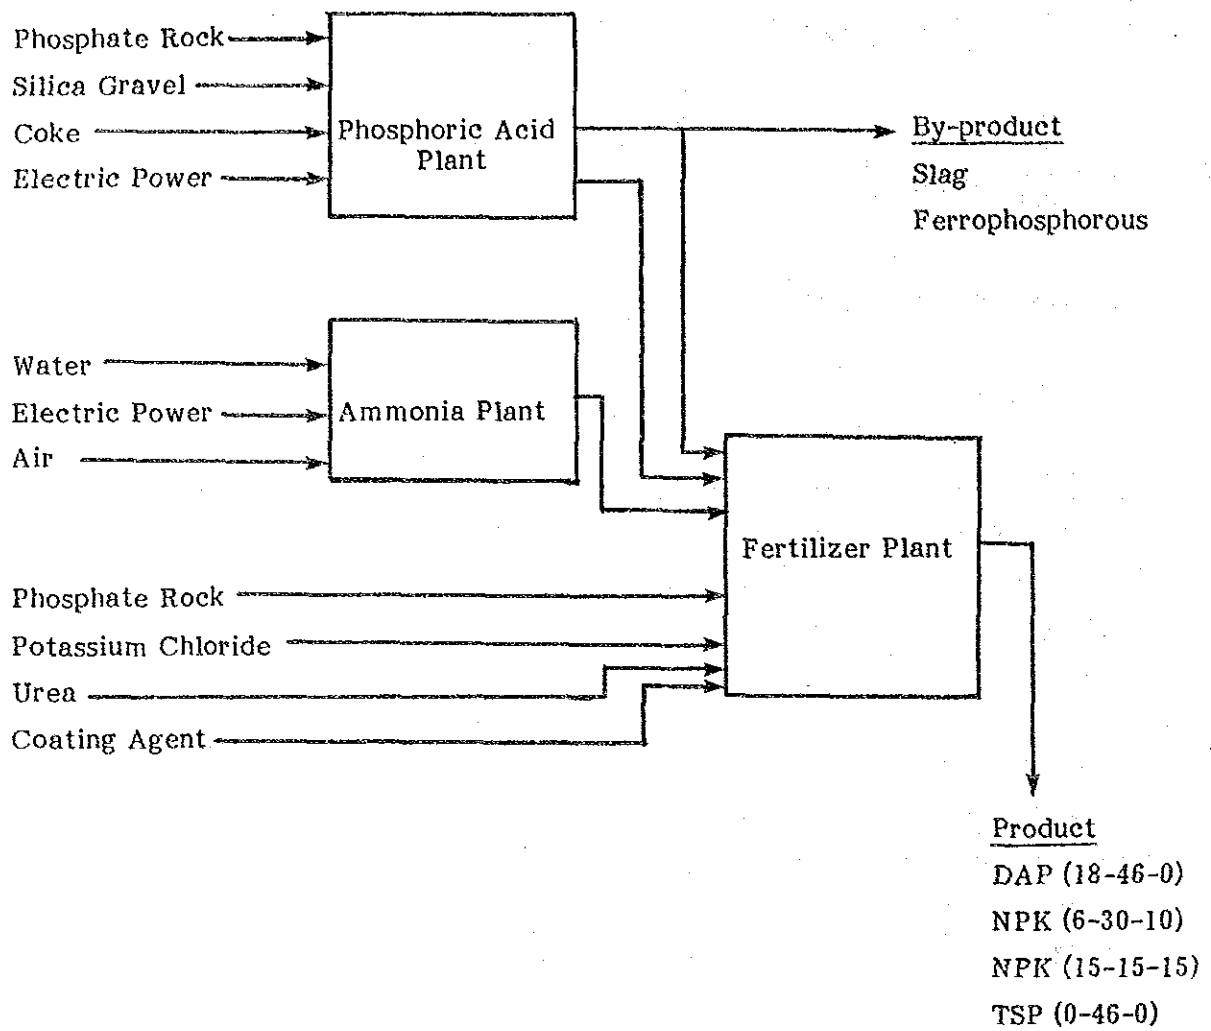 Phosphate Rock
Silica Gravel
Coke
Electric Power
Phosphoric Acid
Plant
By-product
Slag
Ferrophosphorous
Water
Electric Power
Air
Ammonia Plant
Fertilizer Plant
Phosphate Rock
Potassium Chloride
Urea
Coating Agent
Product
DAP (18-46-0)
NPK (6-30-10)
NPK (15-15-15)
TSP (0-46-0)